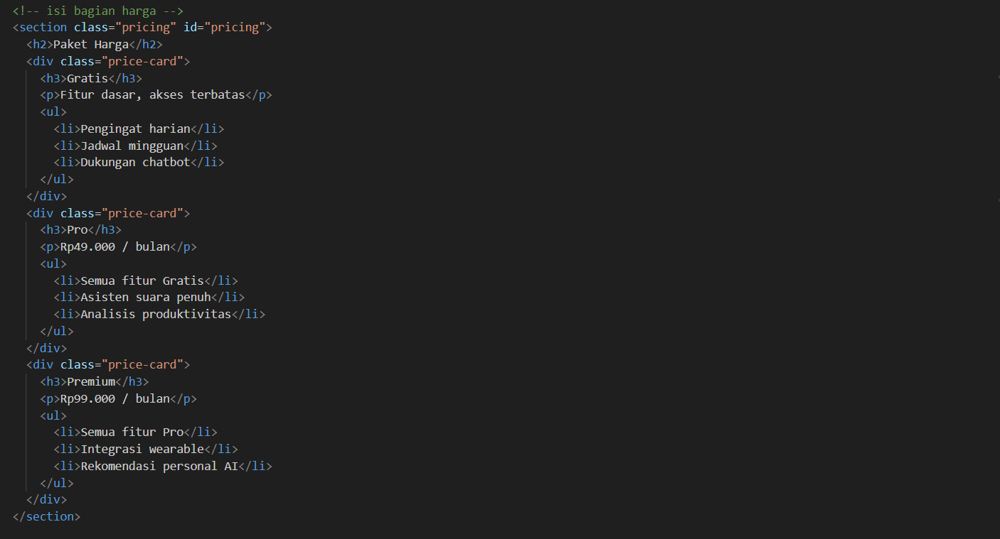 <!-- isi bagian harga -->
<section class="pricing" id="pricing">
<h2>Paket Harga</h2>
<div class="price-card">
<h3>Gratis</h3>
<p>Fitur dasar, akses terbatas</p>
<ul>
<li>Pengingat harian</li>
<li>Jadwal mingguan</li>
<li>Dukungan chatbot</li>
</ul>
</div>
<div class="price-card">
<h3>Pro</h3>
<p>Rp49.000 / bulan</p>
<ul>
<li>Semua fitur Gratis</li>
<li>Asisten suara penuh</li>
<li>Analisis produktivitas</li>
</ul>
</div>
<div class="price-card">
<h3>Premium</h3>
<p>Rp99.000 / bulan</p>
<ul>
<li>Semua fitur Pro</li>
<li>Integrasi wearable</li>
<li>Rekomendasi personal AI</li>
</ul>
</div>
</section>